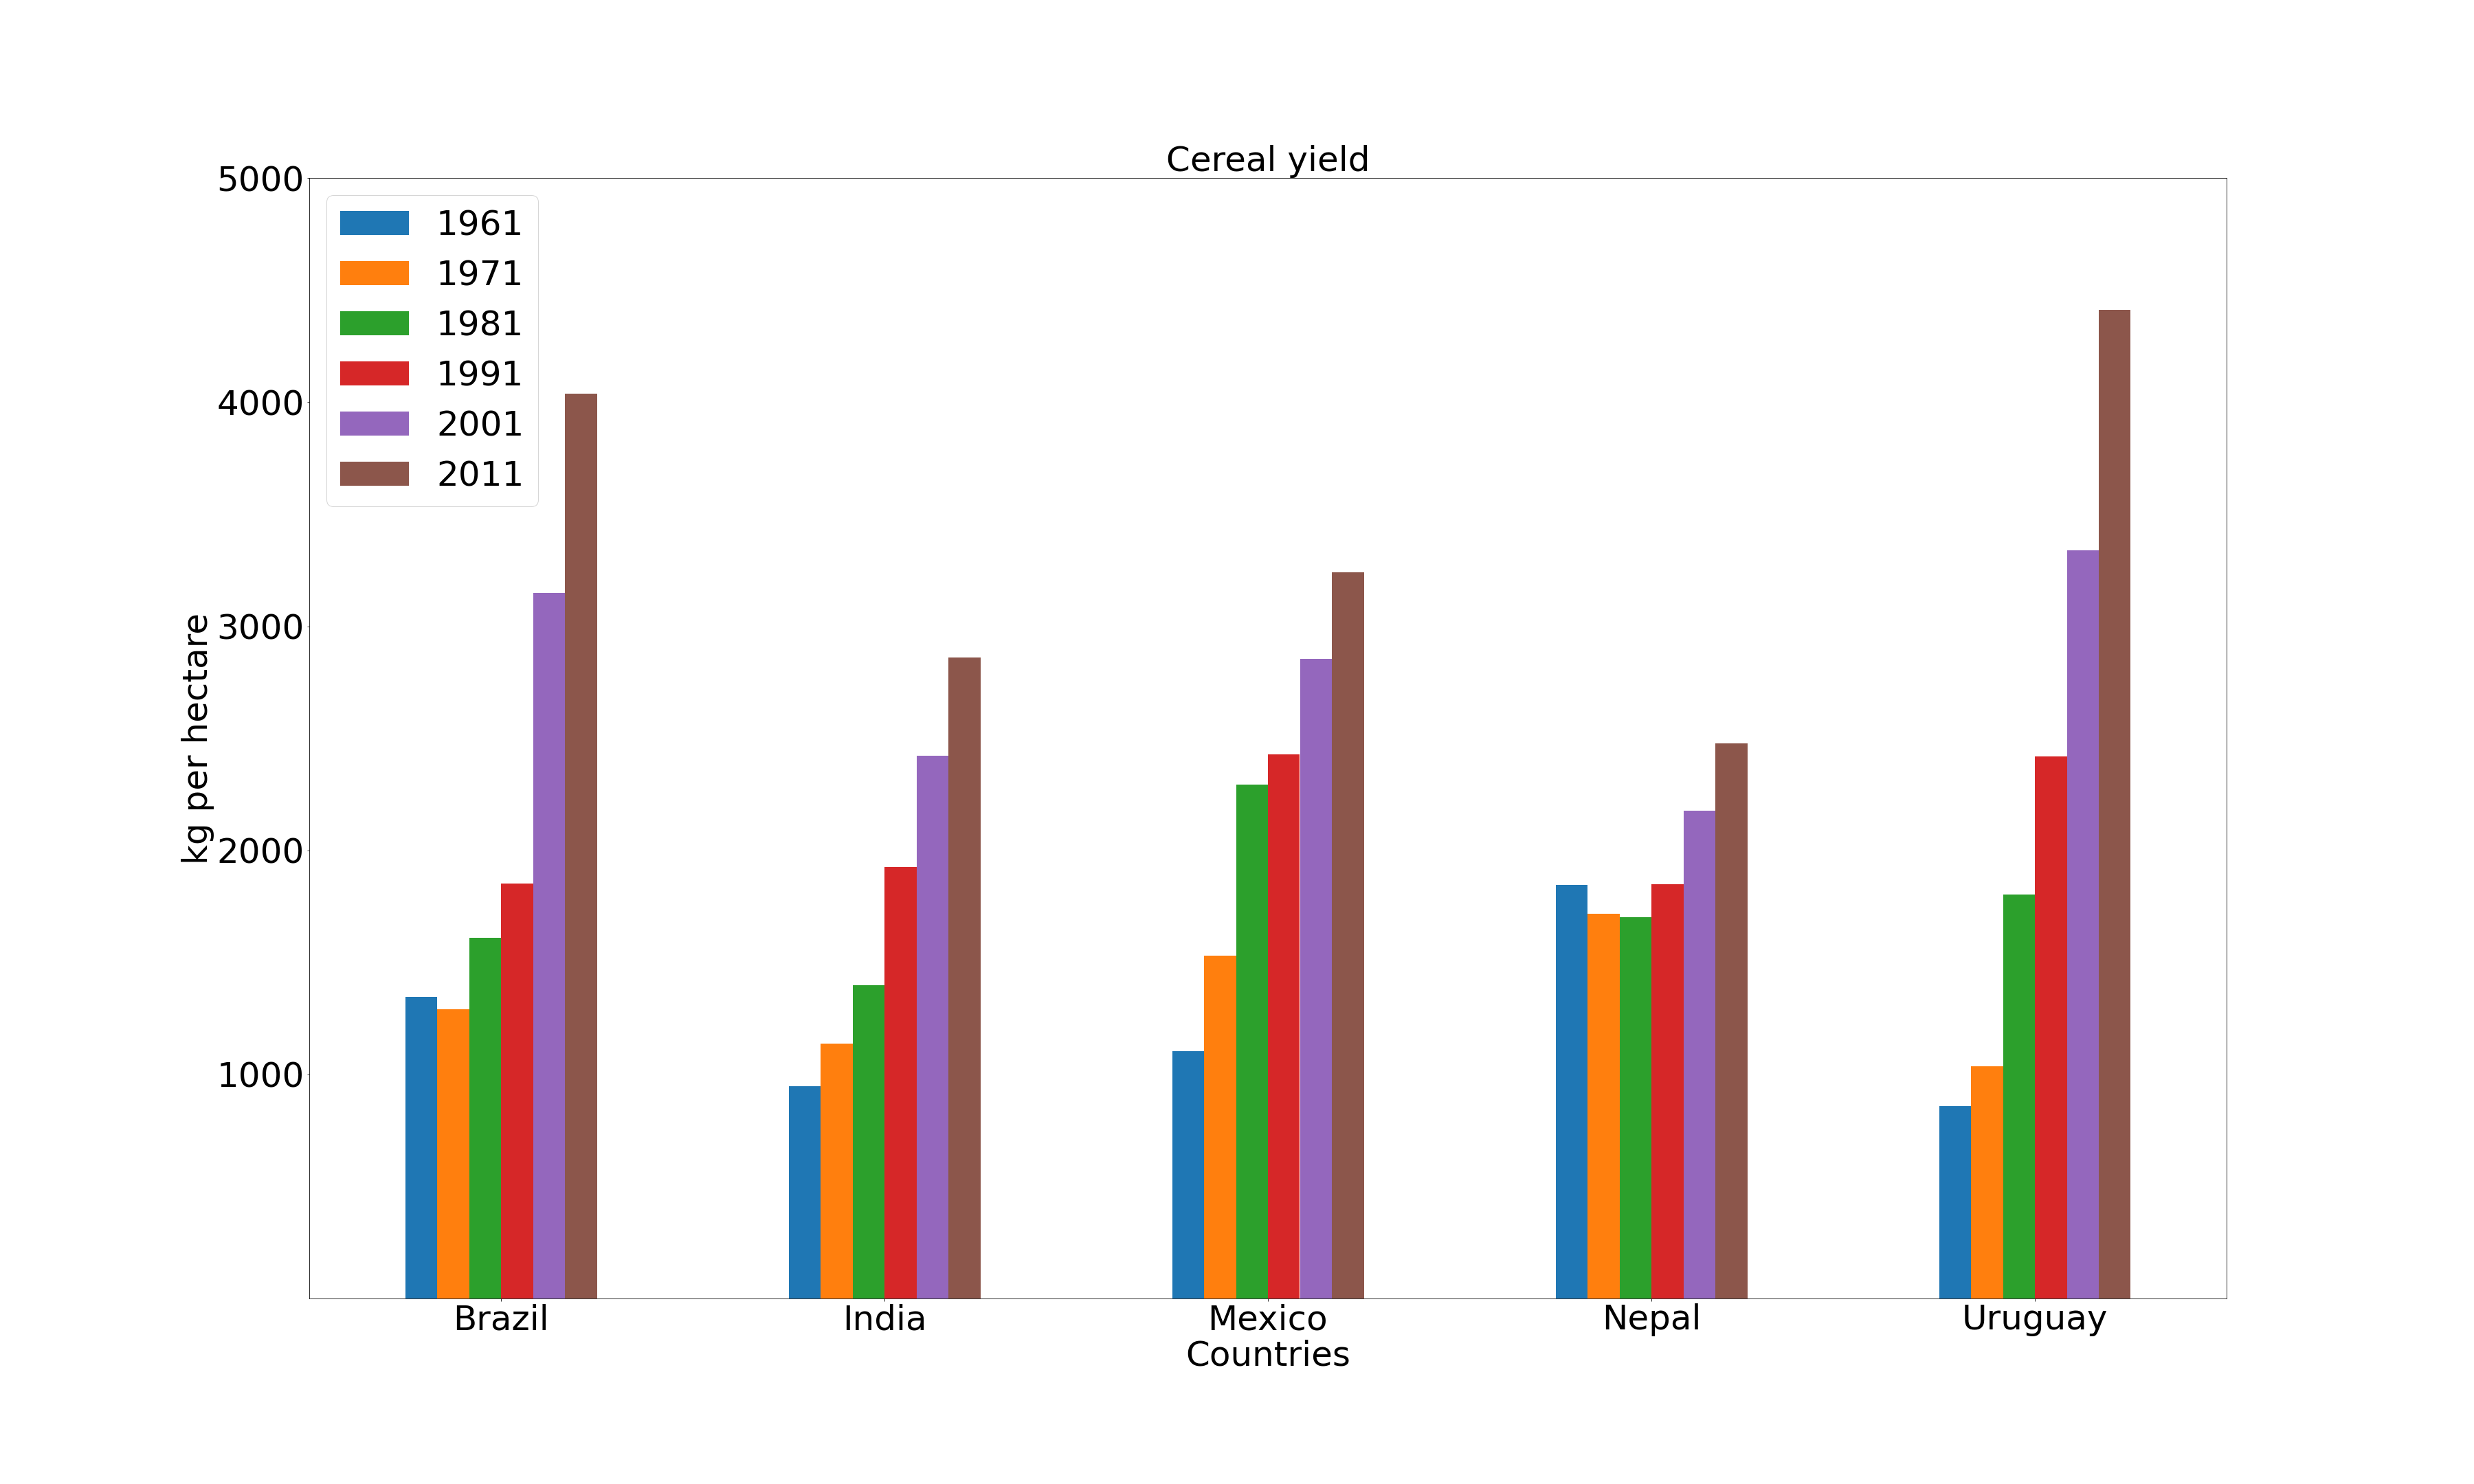 Cereal yield
5000
4000
3000
2000
1000
kg per hectare
1961
1971
1981
1991
2001
2011
Brazil India Mexico Nepal Uruguay
Countries